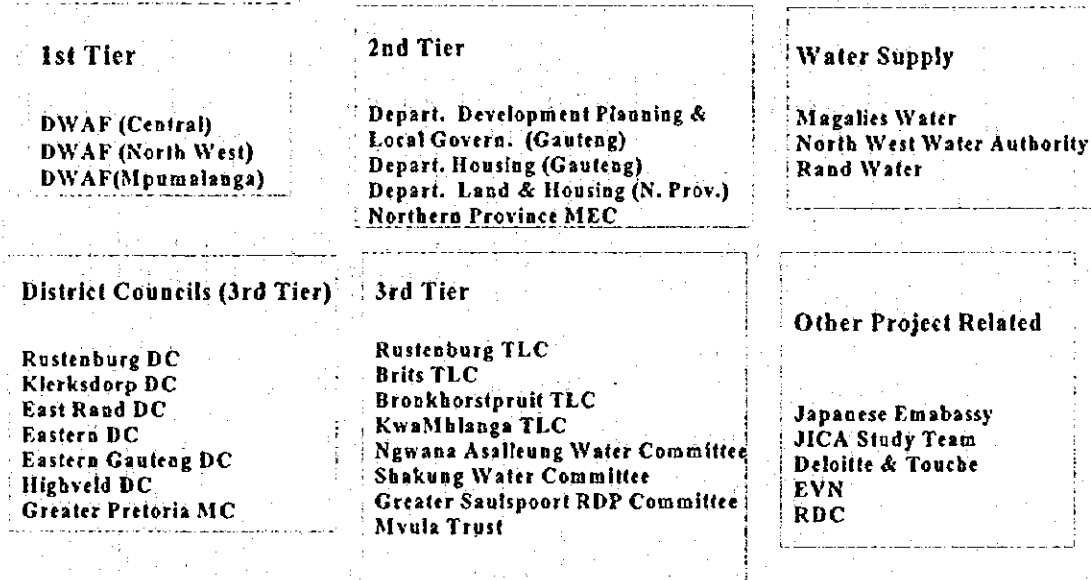 1st Tier
DWAF (Central)
DWAF (North West)
DWAF(Mpumalanga)
2nd Tier
Depart. Development Planning &
Local Govern. (Gauteng)
Depart. Housing (Gauteng)
Depart. Land & Housing (N. Prov.)
Northern Province MEC
Water Supply
Magalies Water
North West Water Authority
Rand Water
District Councils (3rd Tier)
Rustenburg DC
Klerksdorp DC
East Rand DC
Eastern DC
Eastern Gauteng DC
Highveld DC
Greater Pretoria MC
3rd Tier
Rustenburg TLC
Brits TLC
Bronkhorstpruit TLC
KwaMhlanga TLC
Ngwana Asalleung Water Committee
Shakung Water Committee
Greater Saulspoort RDP Committee
Mvula Trust
Other Project Related
Japanese Emabassy
JICA Study Team
Deloitte & Touche
EVN
RDC